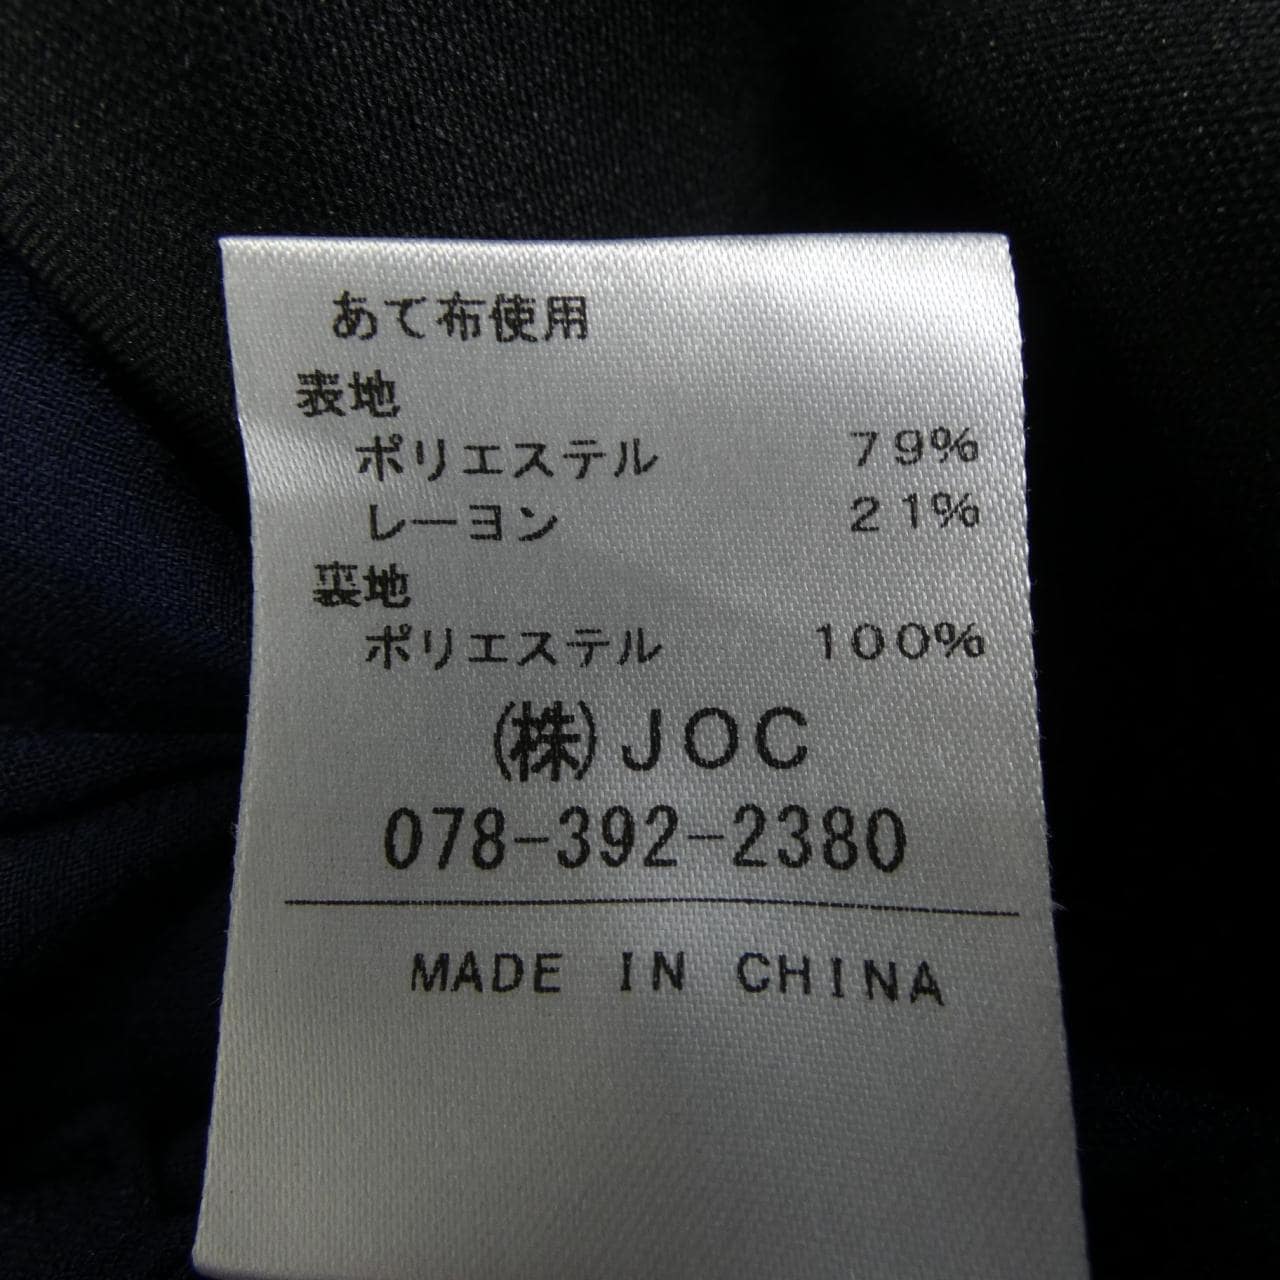 あて布使用
表地
ポリエステル 79%
レーヨン 21%
裏地
ポリエステル 100%
(株)JOC
078-392-2380
MADE IN CHINA